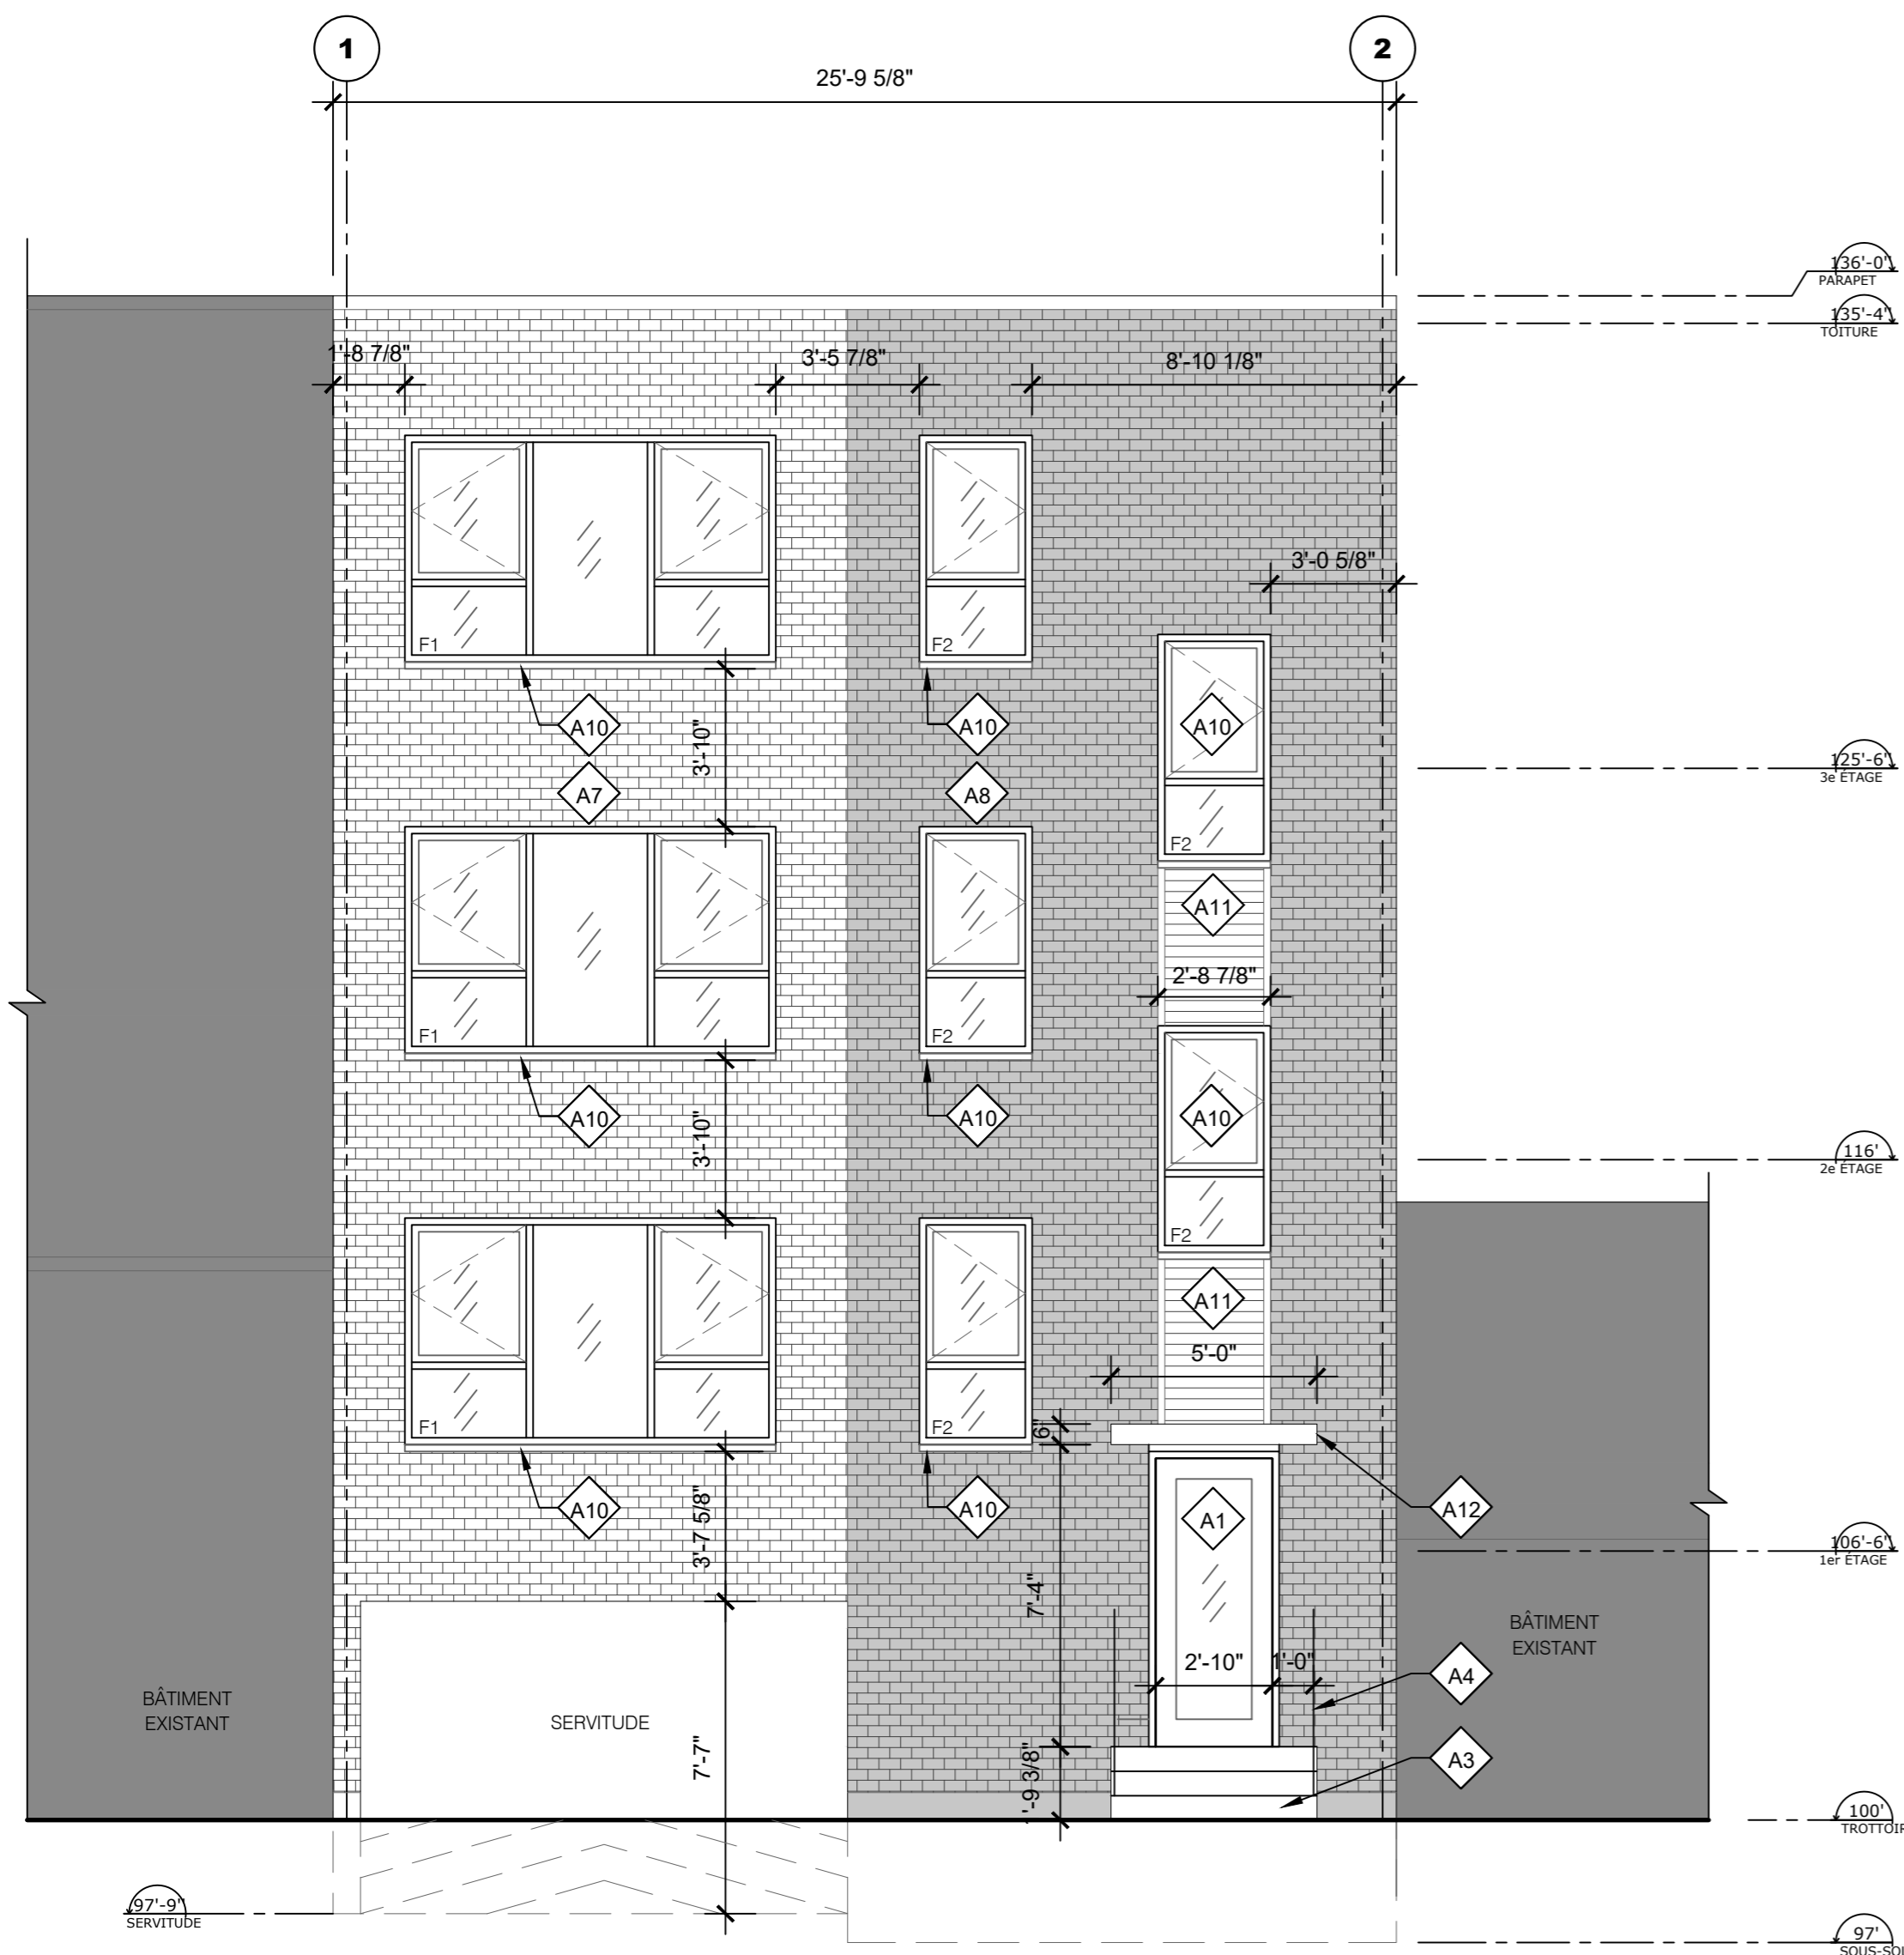 1
2
25'-9 5/8"
136'-0"
PARAPET
135'-4"
TOITURE
1'-8 7/8"
3'-5 7/8"
8'-10 1/8"
3'-0 5/8"
F1
F2
A10
A10
A10
3'-10"
125'-6"
3e ÉTAGE
A7
A8
F2
A11
2'-8 7/8"
F1
F2
A10
A10
A10
3'-10"
116'
2e ÉTAGE
F2
A11
5'-0"
F1
F2
6"
A10
A10
A1
A12
3'-7 5/8"
106'-6"
1er ÉTAGE
7'-4"
BÂTIMENT
EXISTANT
2'-10"
1'-0"
A4
BÂTIMENT
EXISTANT
SERVITUDE
7'-7"
'-9 3/8"
A3
100'
TROTTOIR
97'-9"
SERVITUDE
97'
SOUS-SOL